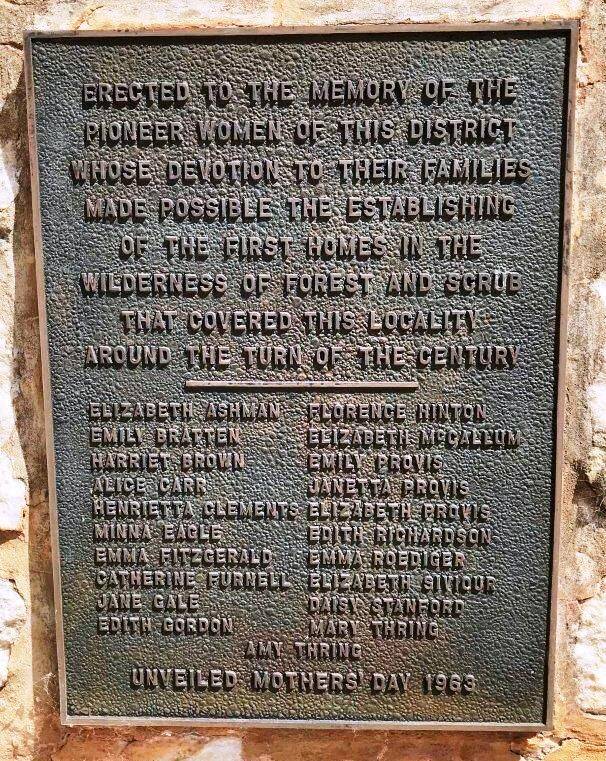 ERECTED TO THE MEMORY OF THE
PIONEER WOMEN OF THIS DISTRICT
WHOSE DEVOTION TO THEIR FAMILIES
MADE POSSIBLE THE ESTABLISHING
OF THE FIRST HOMES IN THE
WILDERNESS OF FOREST AND SCRUB
THAT COVERED THIS LOCALITY
AROUND THE TURN OF THE CENTURY
ELIZABETH ASHMAN
EMILY BRATTEN
HARRIET BROWN
ALICE CARR
HENRIETTA CLEMENTS
MINNA EAGLE
EMMA FITZGERALD
CATHERINE FURNELL
JANE GALE
EDITH GORDON
FLORENCE HINTON
ELIZABETH McCALLUM
EMILY PROVIS
JANETTA PROVIS
ELIZABETH PROVIS
EDITH RICHARDSON
EMMA ROEDIGER
ELIZABETH SIVIOUR
DAISY STANFORD
MARY THRING
AMY THRING
UNVEILED MOTHERS' DAY 1963